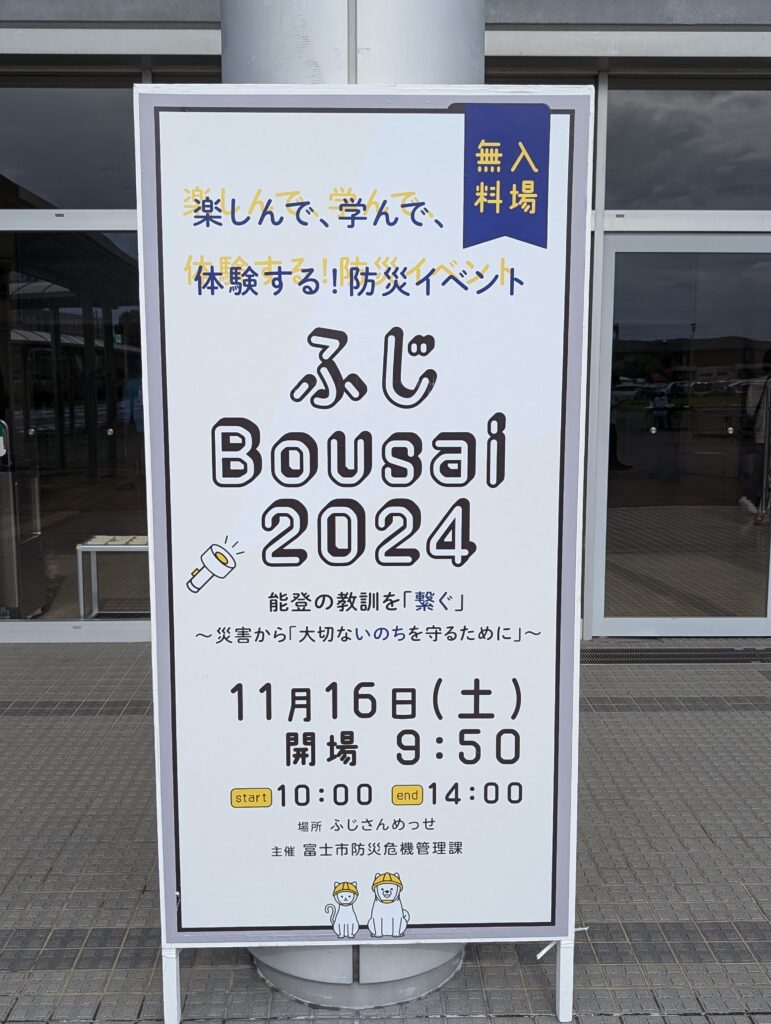 入場
無料
楽しんで、学んで、
体験する！防災イベント
ふじ
Bousai
2024
能登の教訓を「繋ぐ」
～災害から「大切ないのちを守るために」～
11月16日(土)
開場 9:50
start 10:00 end 14:00
場所 ふじさんめっせ
主催 富士市防災危機管理課